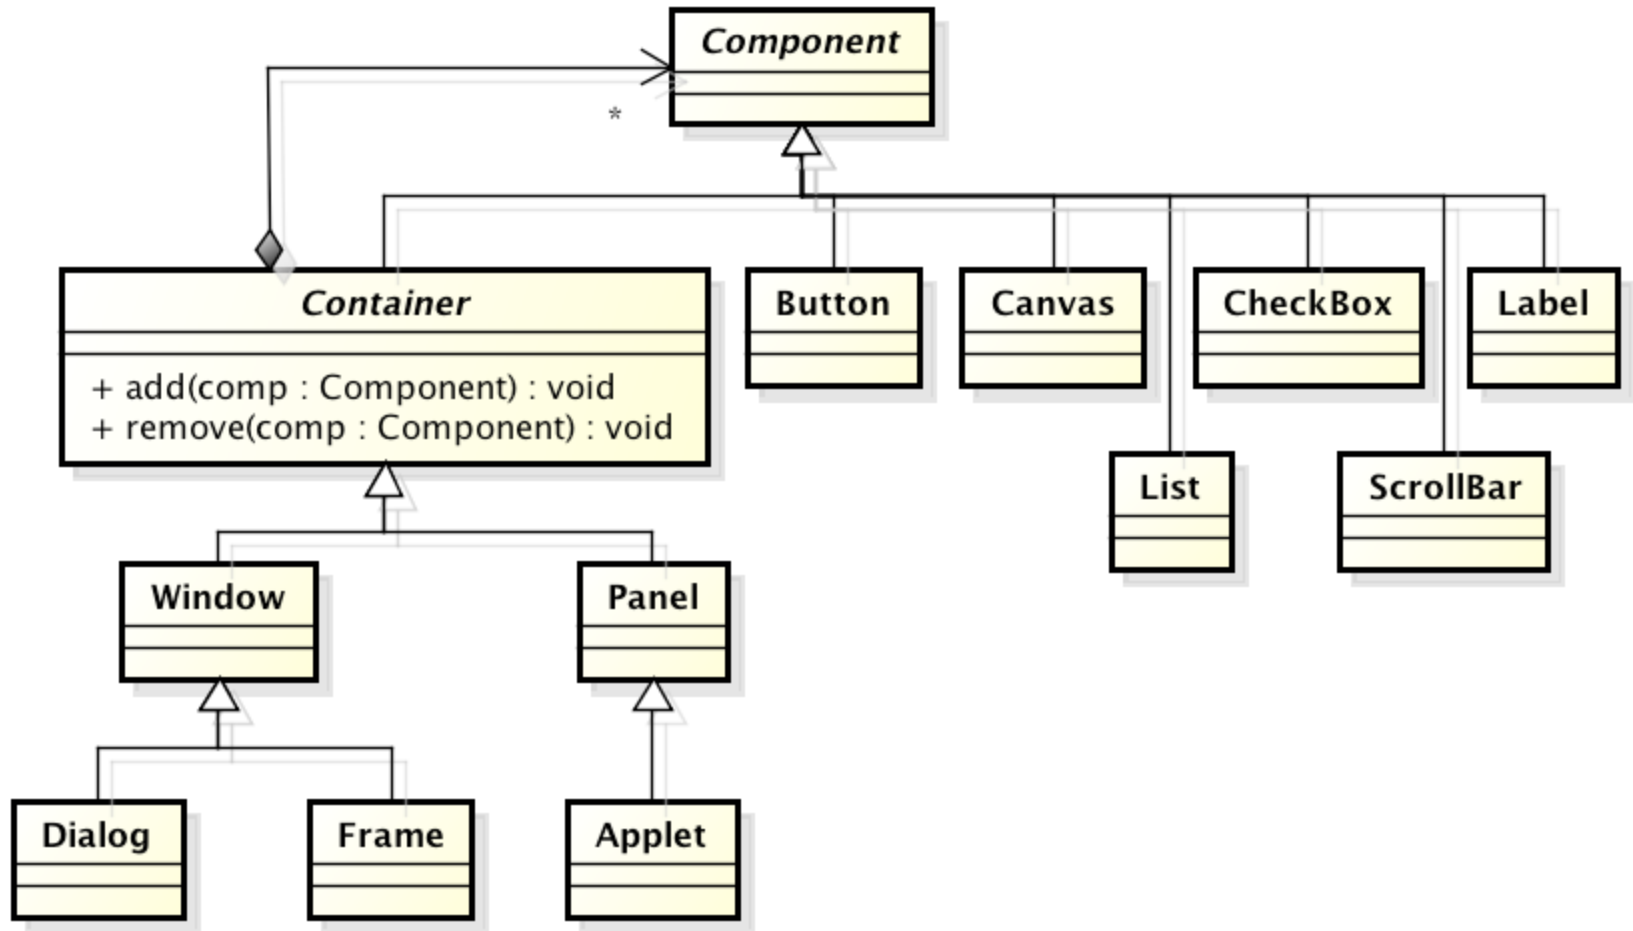 Component
*
Container
+ add(comp : Component) : void
+ remove(comp : Component) : void
Button
Canvas
CheckBox
Label
List
ScrollBar
Window
Panel
Dialog
Frame
Applet